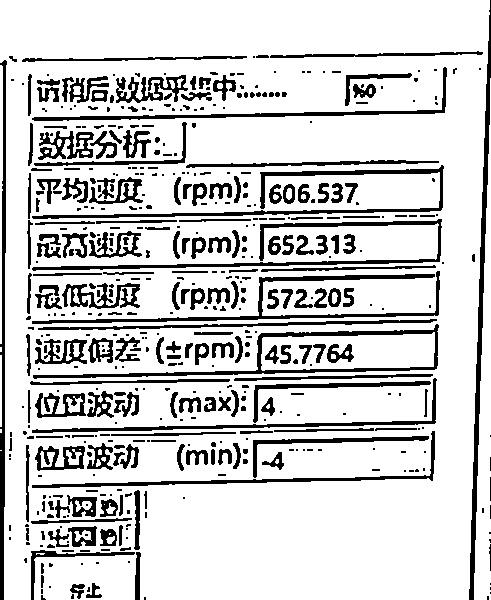 请稍后,数据采集中........ %0
数据分析:
平均速度 (rpm): 606.537
最高速度 (rpm): 652.313
最低速度 (rpm): 572.205
速度偏差 (±rpm): 45.7764
位置波动 (max): 4
位置波动 (min): -4
停止